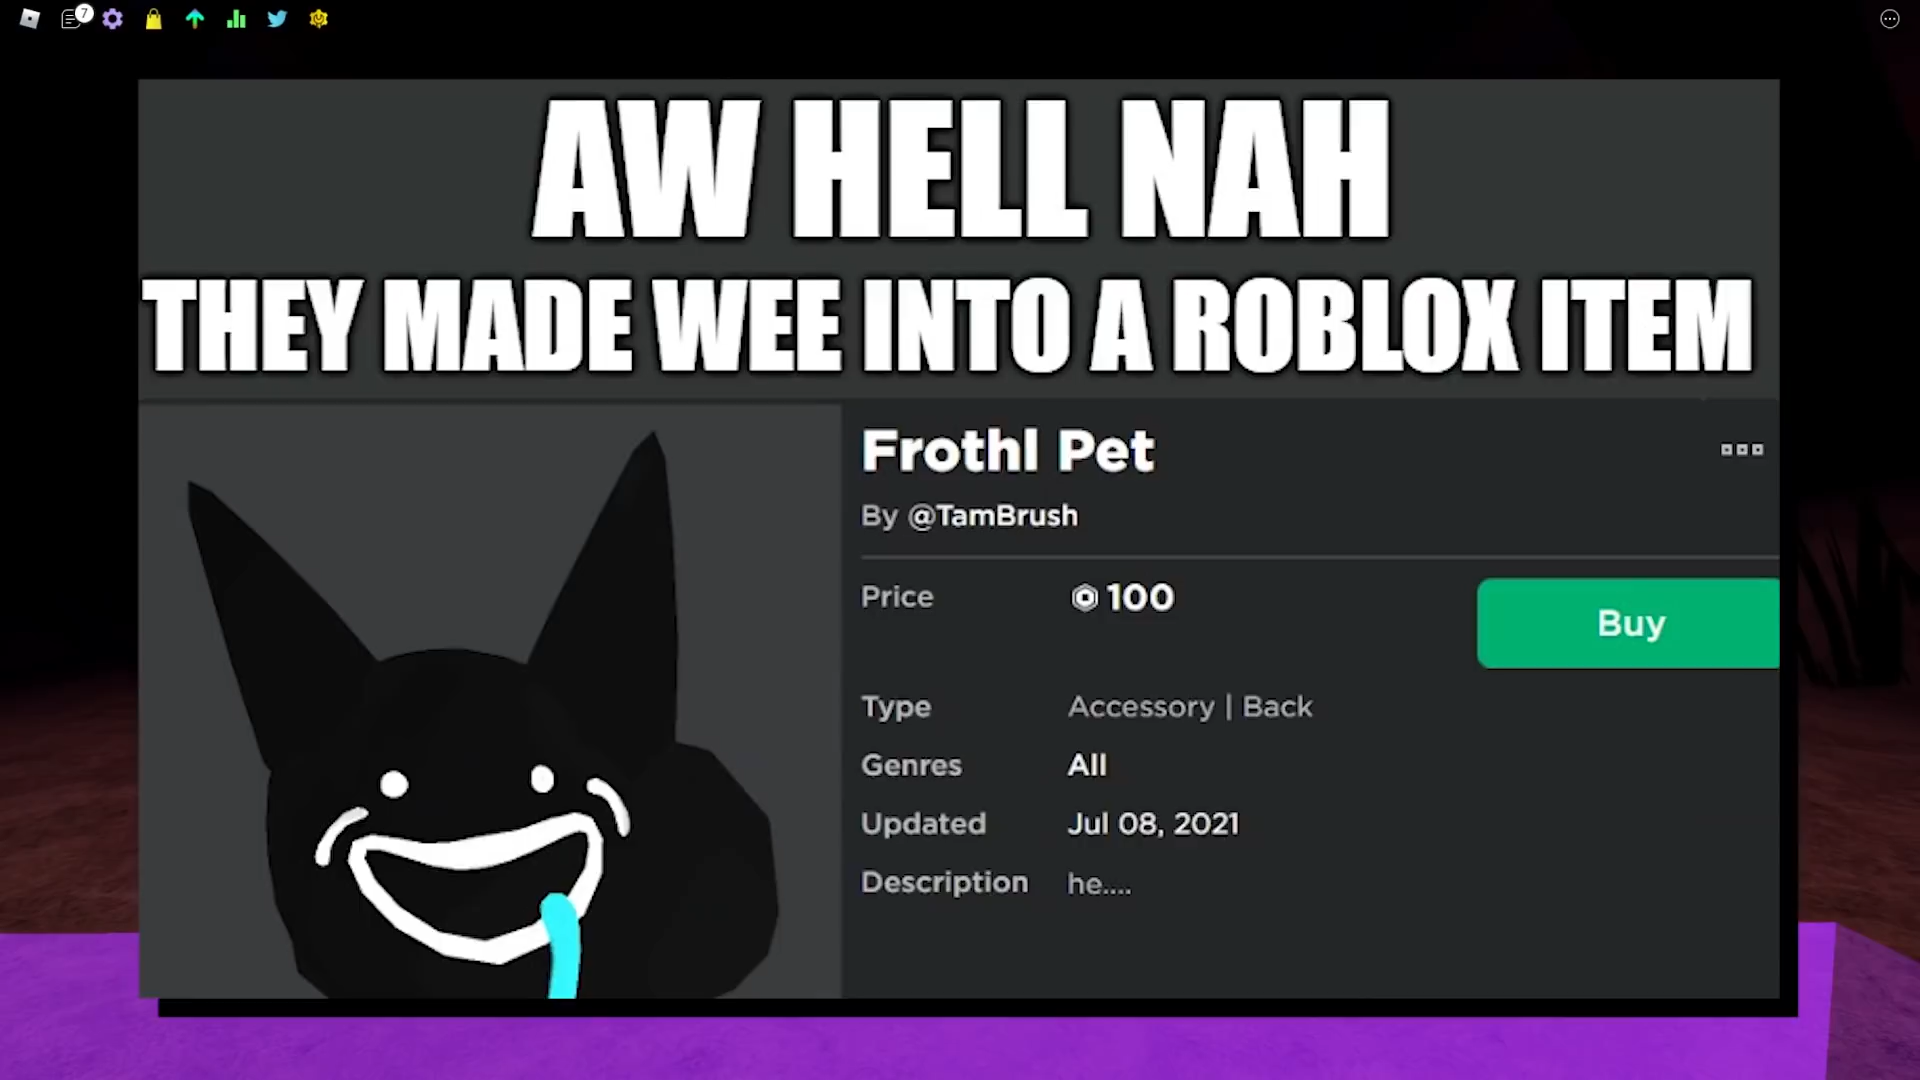 7
AW HELL NAH
THEY MADE WEE INTO A ROBLOX ITEM
Frothl Pet
By @TamBrush
Price 100
Buy
Type Accessory | Back
Genres All
Updated Jul 08, 2021
Description he....